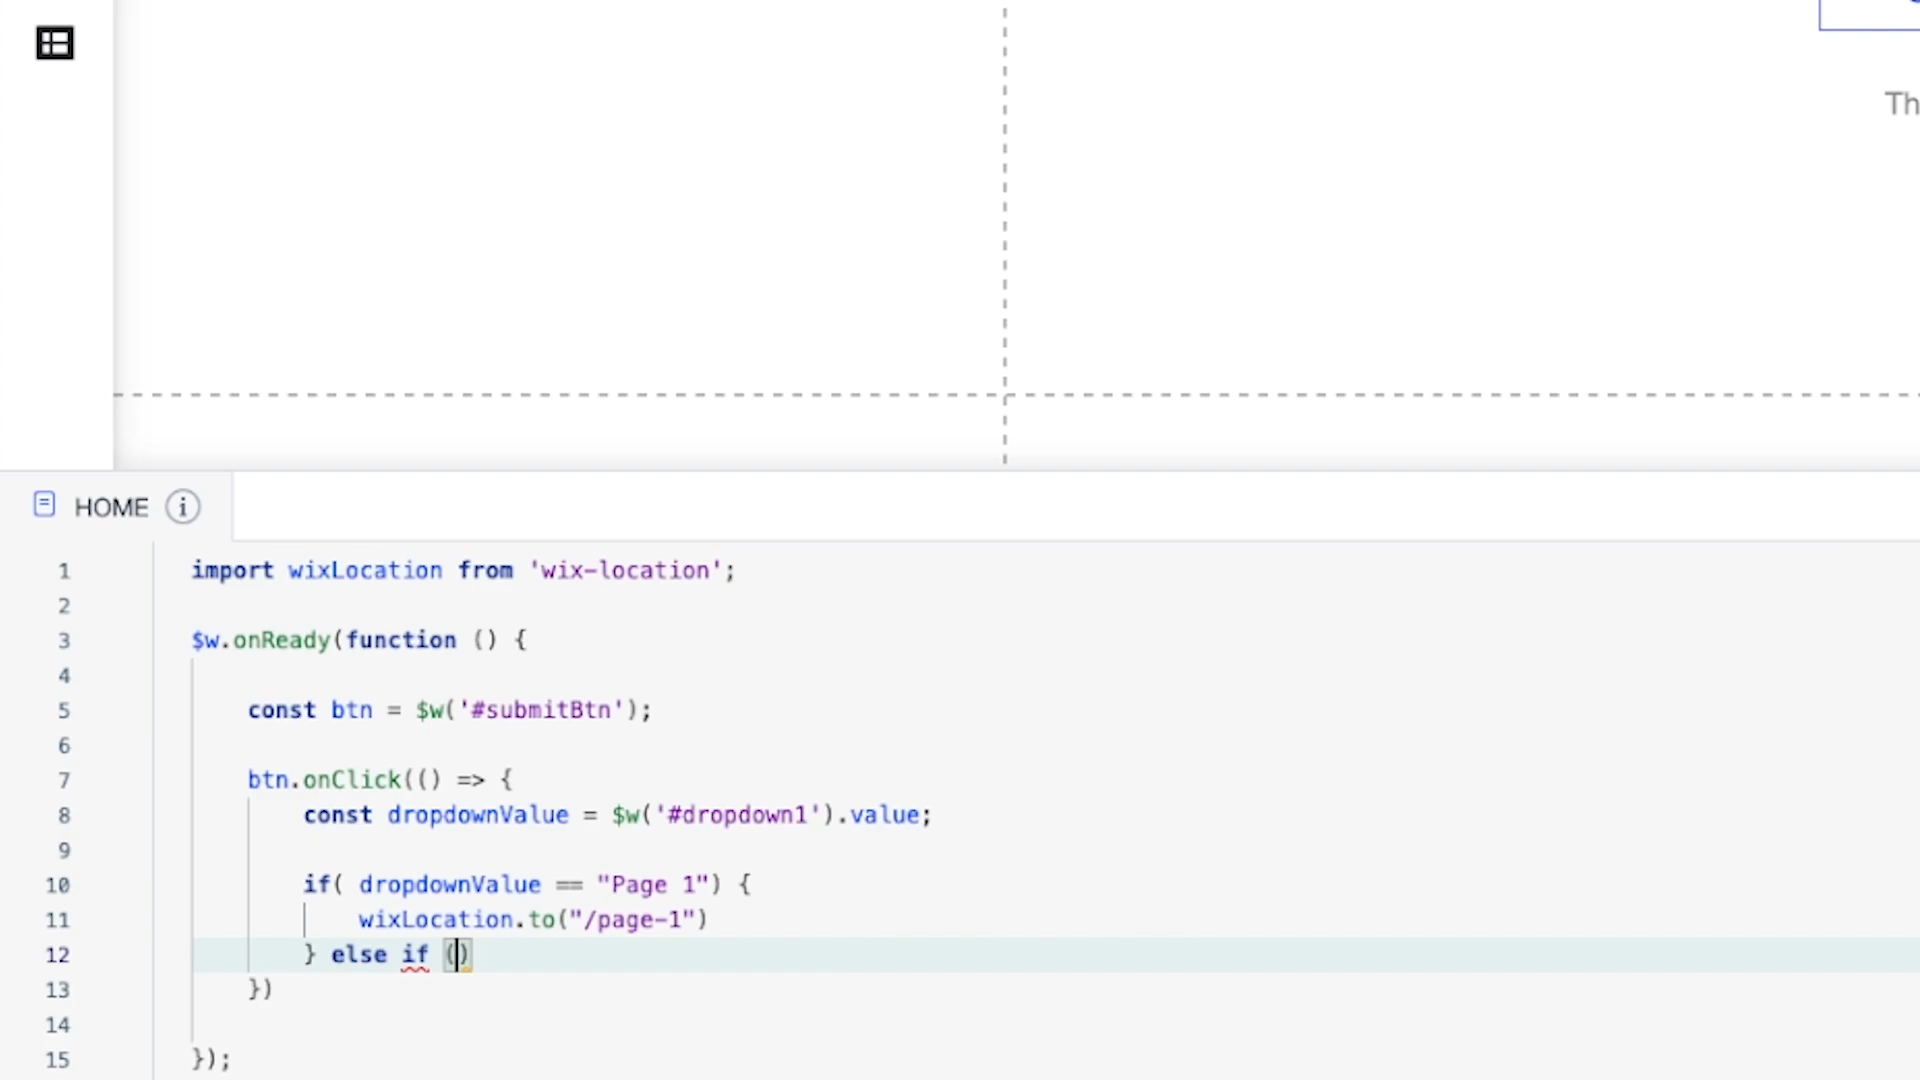 Th
HOME
1 import wixLocation from 'wix-location';
2
3 $w.onReady(function () {
4
5 const btn = $w('#submitBtn');
6
7 btn.onClick(() => {
8 const dropdownValue = $w('#dropdown1').value;
9
10 if( dropdownValue == "Page 1") {
11 wixLocation.to("/page-1")
12 } else if ()
13 })
14
15 });